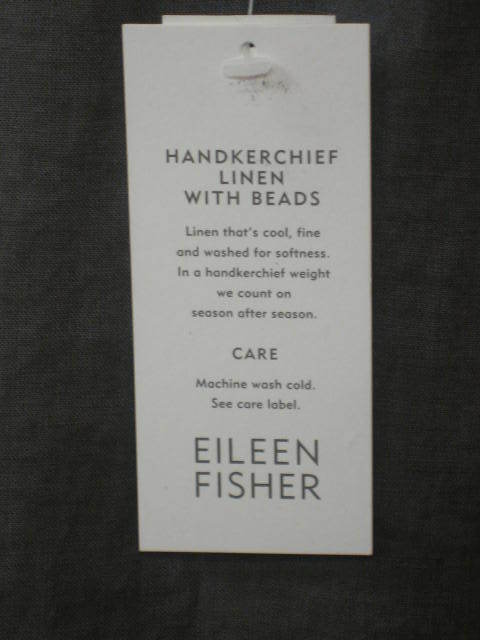 HANDKERCHIEF
LINEN
WITH BEADS
Linen that's cool, fine
and washed for softness.
In a handkerchief weight
we count on
season after season.
CARE
Machine wash cold.
See care label.
EILEEN
FISHER